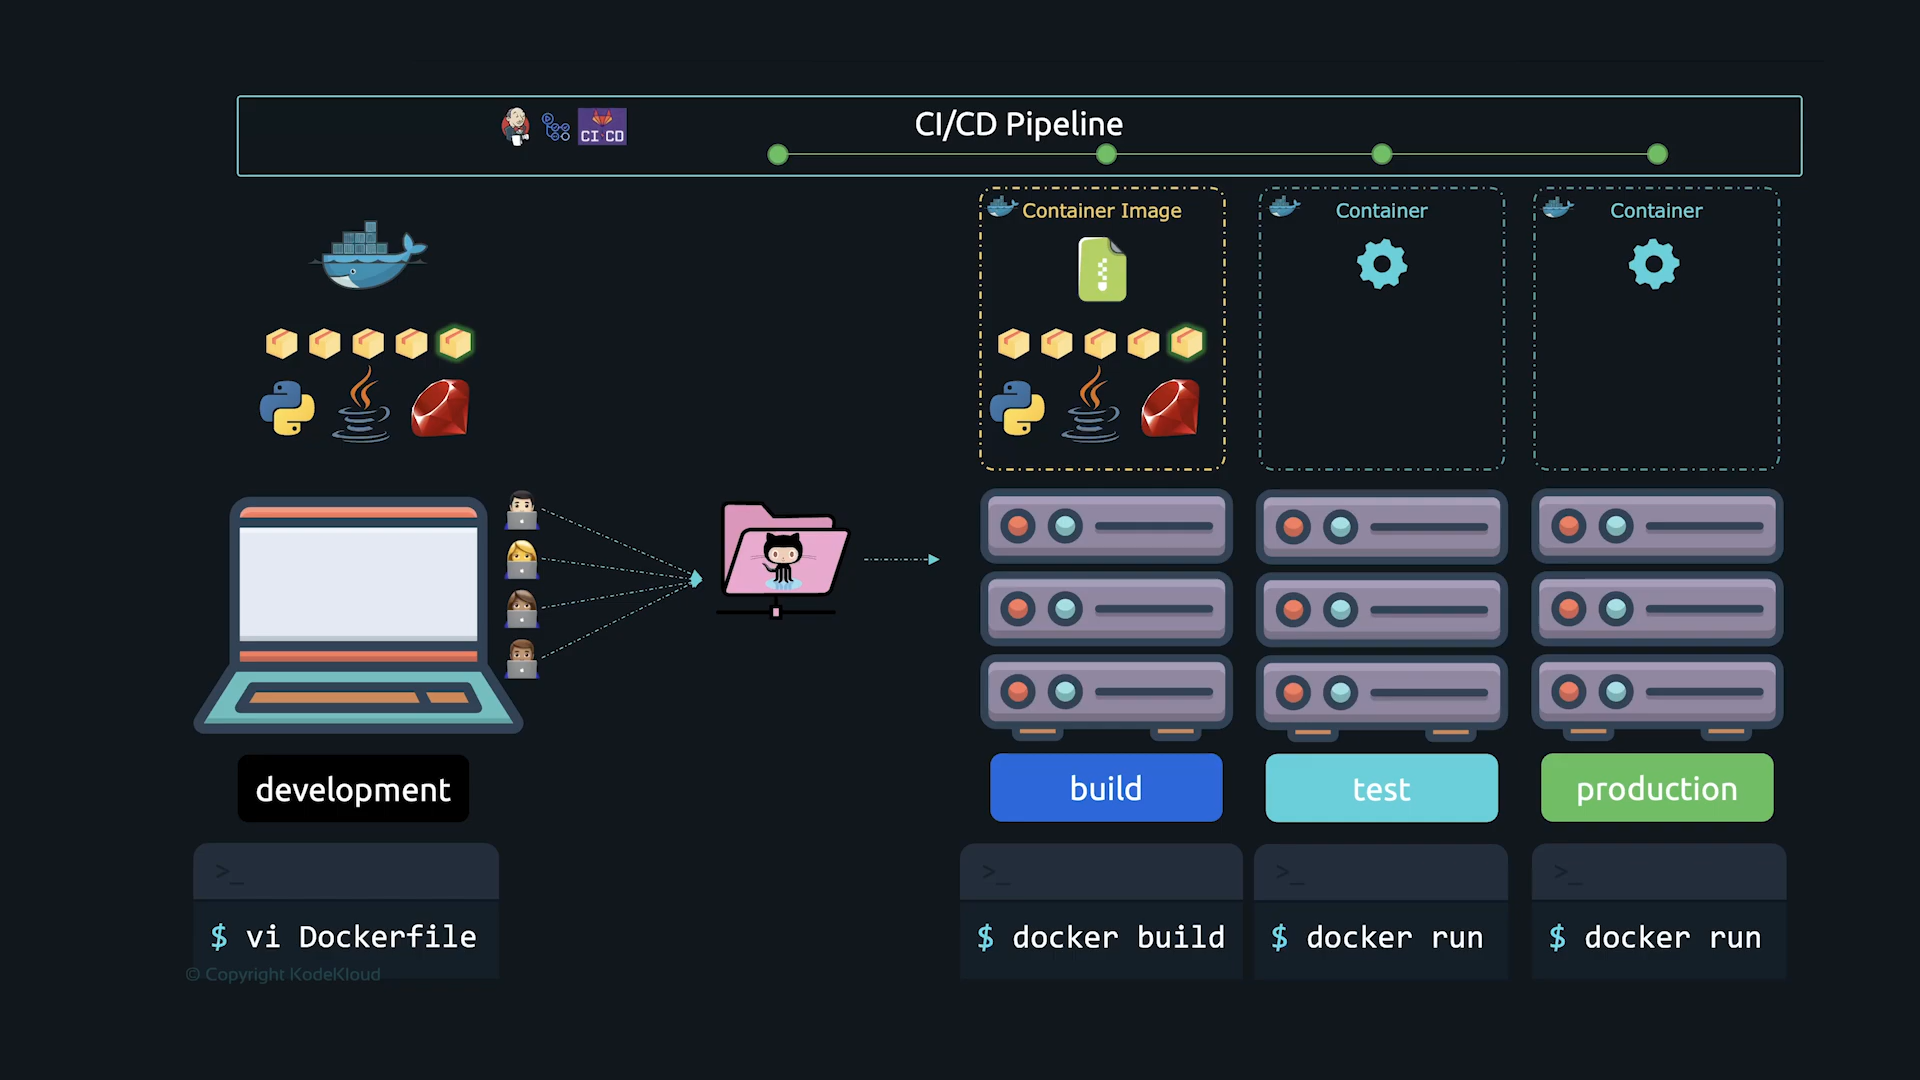 CI/CD Pipeline
CI CD
Container Image
Container
Container
development
build
test
production
>_
>_
>_
>_
$ vi Dockerfile
$ docker build
$ docker run
$ docker run
© Copyright KodeKloud